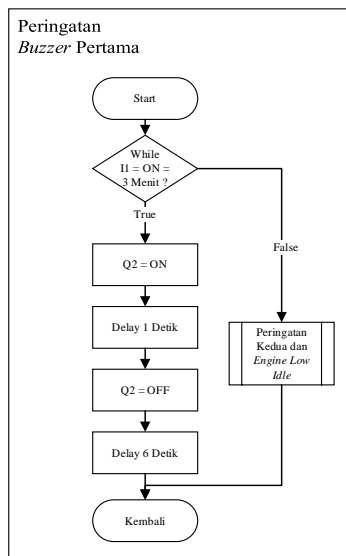 Peringatan
Buzzer Pertama
Start
While
I1 = ON =
3 Menit ?
True
False
Q2 = ON
Delay 1 Detik
Peringatan
Kedua dan
Engine Low
Idle
Q2 = OFF
Delay 6 Detik
Kembali